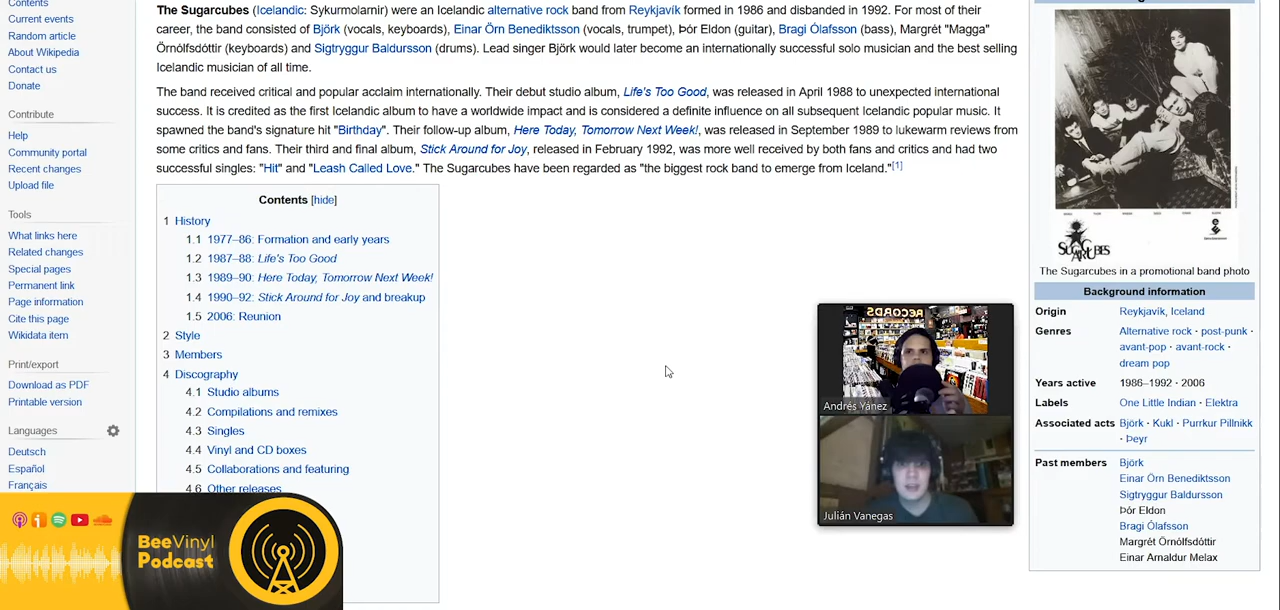 Contents
Current events
Random article
About Wikipedia
Contact us
Donate
Contribute
Help
Community portal
Recent changes
Upload file
Tools
What links here
Related changes
Special pages
Permanent link
Page information
Cite this page
Wikidata item
Print/export
Download as PDF
Printable version
Languages
Deutsch
Español
Français
The Sugarcubes (Icelandic: Sykurmolarnir) were an Icelandic alternative rock band from Reykjavík formed in 1986 and disbanded in 1992. For most of their
career, the band consisted of Björk (vocals, keyboards), Einar Örn Benediktsson (vocals, trumpet), Þór Eldon (guitar), Bragi Ólafsson (bass), Margrét "Magga"
Örnólfsdóttir (keyboards) and Sigtryggur Baldursson (drums). Lead singer Björk would later become an internationally successful solo musician and the best selling
Icelandic musician of all time.
The band received critical and popular acclaim internationally. Their debut studio album, Life's Too Good, was released in April 1988 to unexpected international
success. It is credited as the first Icelandic album to have a worldwide impact and is considered a definite influence on all subsequent Icelandic popular music. It
spawned the band's signature hit "Birthday". Their follow-up album, Here Today, Tomorrow Next Week!, was released in September 1989 to lukewarm reviews from
some critics and fans. Their third and final album, Stick Around for Joy, released in February 1992, was more well received by both fans and critics and had two
successful singles: "Hit" and "Leash Called Love." The Sugarcubes have been regarded as "the biggest rock band to emerge from Iceland."[1]
Contents [hide]
1 History
1.1 1977–86: Formation and early years
1.2 1987–88: Life's Too Good
1.3 1989–90: Here Today, Tomorrow Next Week!
1.4 1990–92: Stick Around for Joy and breakup
1.5 2006: Reunion
2 Style
3 Members
4 Discography
4.1 Studio albums
4.2 Compilations and remixes
4.3 Singles
4.4 Vinyl and CD boxes
4.5 Collaborations and featuring
4.6 Other releases
SUGARCUBES
The Sugarcubes in a promotional band photo
Background information
Origin Reykjavík, Iceland
Genres Alternative rock · post-punk ·
avant-pop · avant-rock ·
dream pop
Years active 1986–1992 · 2006
Labels One Little Indian · Elektra
Associated acts Björk · Kukl · Purrkur Pillnikk
· Þeyr
Past members Björk
Einar Örn Benediktsson
Sigtryggur Baldursson
Þór Eldon
Bragi Ólafsson
Margrét Örnólfsdóttir
Einar Arnaldur Melax
RECORDS
Andrés Yánez
Julián Vanegas
BeeVinyl
Podcast